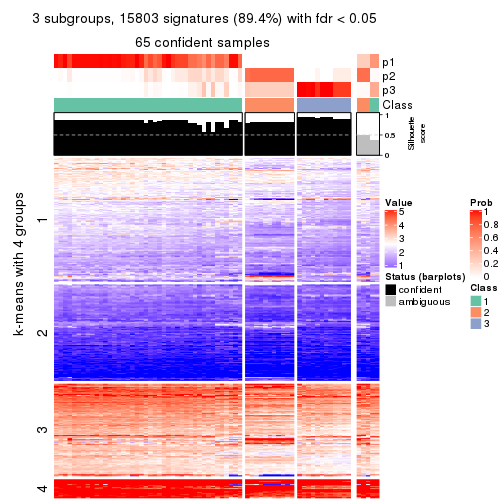 3 subgroups, 15803 signatures (89.4%) with fdr < 0.05
65 confident samples
p1
p2
p3
Class
1
0.5
0
Silhouette
score
k-means with 4 groups
1
2
3
4
Value
5
4
3
2
1
Status (barplots)
confident
ambiguous
Prob
1
0.8
0.6
0.4
0.2
0
Class
1
2
3